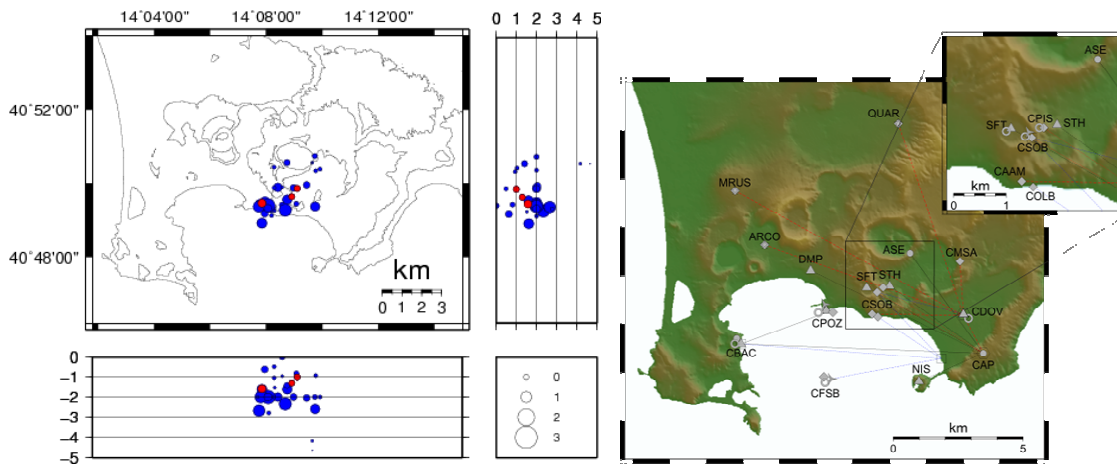 14°04'00" 14°08'00" 14°12'00"
0 1 2 3 4 5
40°52'00"
40°48'00"
km
0 1 2 3
0
−1
−2
−3
−4
−5
0
1
2
3
QUAR
MRUS
ARCO
DMP
ASE
CMSA
SFT STH
CSOB
CPOZ
CDOV
CBAC
CAP
NIS
CFSB
km
0 5
ASE
SFT CPIS STH
CSOB
CAAM
km
COLB
0 1